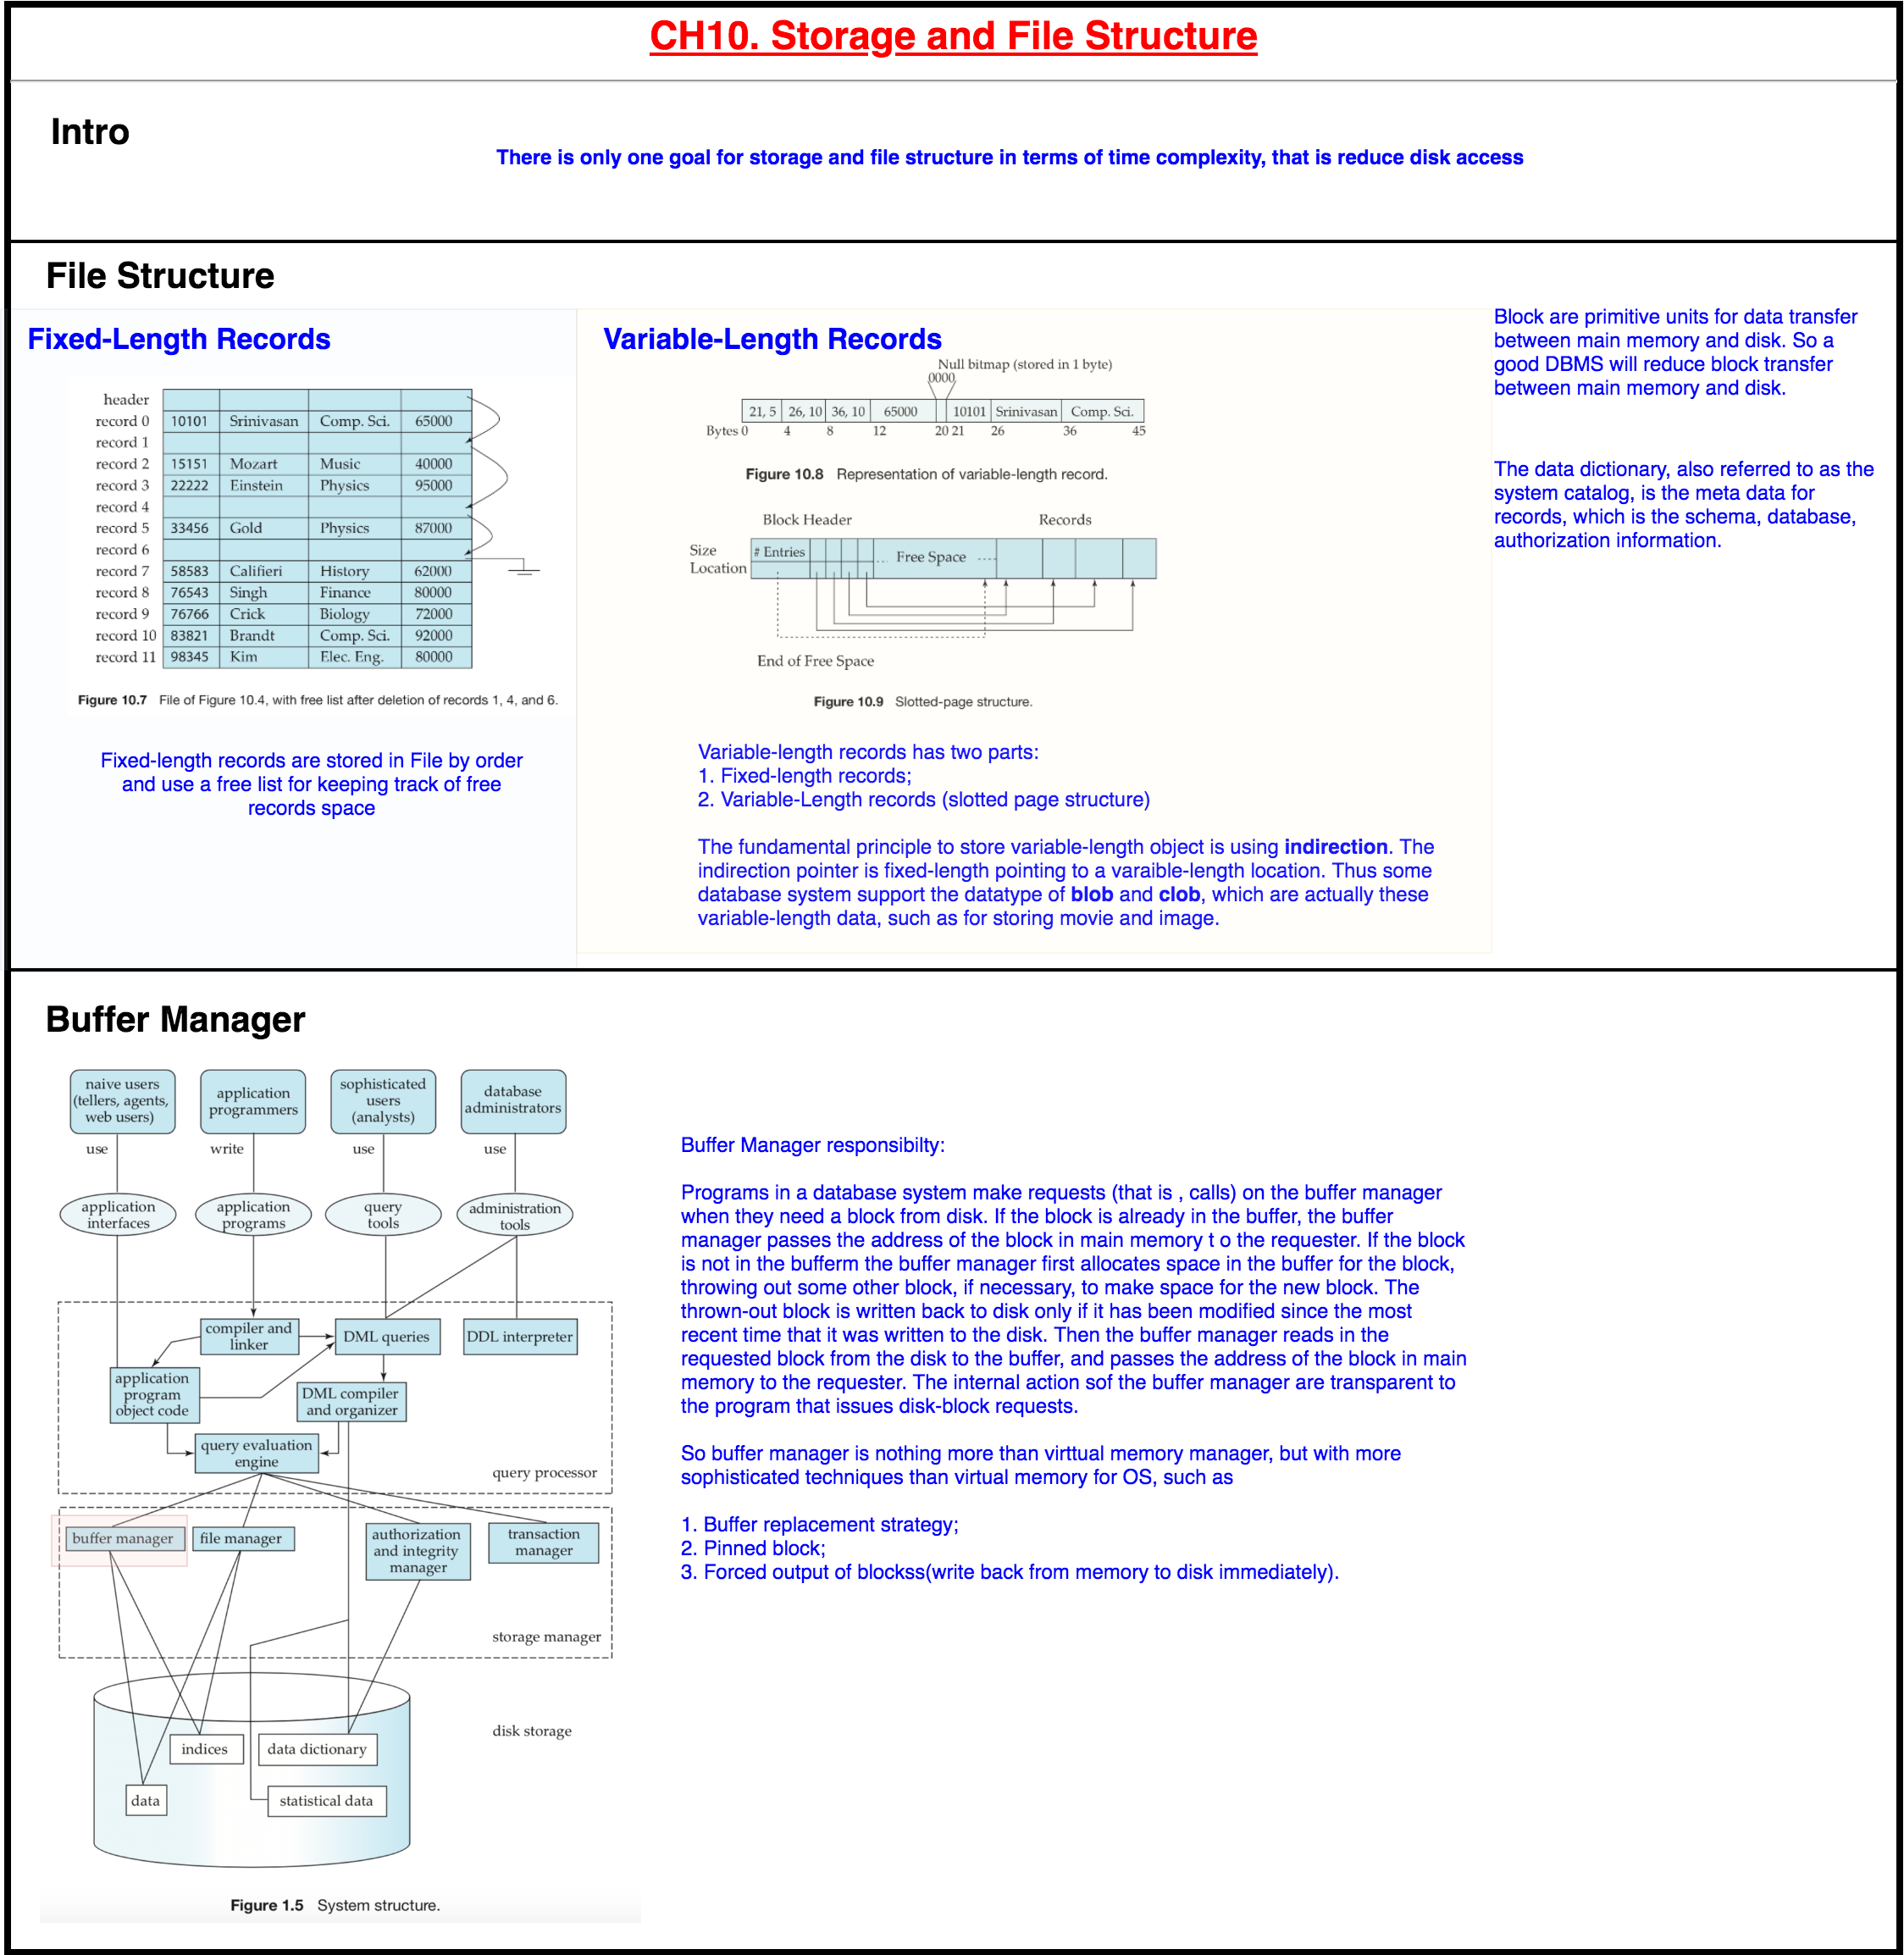 CH10. Storage and File Structure
Intro
There is only one goal for storage and file structure in terms of time complexity, that is reduce disk access
File Structure
Fixed-Length Records
header
record 0 10101 Srinivasan Comp. Sci. 65000
record 1
record 2 15151 Mozart Music 40000
record 3 22222 Einstein Physics 95000
record 4
record 5 33456 Gold Physics 87000
record 6
record 7 58583 Califieri History 62000
record 8 76543 Singh Finance 80000
record 9 76766 Crick Biology 72000
record 10 83821 Brandt Comp. Sci. 92000
record 11 98345 Kim Elec. Eng. 80000
Figure 10.7 File of Figure 10.4, with free list after deletion of records 1, 4, and 6.
Fixed-length records are stored in File by order
and use a free list for keeping track of free
records space
Variable-Length Records
Null bitmap (stored in 1 byte)
0000
21, 5 26, 10 36, 10 65000 10101 Srinivasan Comp. Sci.
Bytes 0 4 8 12 20 21 26 36 45
Figure 10.8 Representation of variable-length record.
Block Header Records
Size
Location
# Entries
Free Space
End of Free Space
Figure 10.9 Slotted-page structure.
Variable-length records has two parts:
1. Fixed-length records;
2. Variable-Length records (slotted page structure)
The fundamental principle to store variable-length object is using indirection. The
indirection pointer is fixed-length pointing to a varaible-length location. Thus some
database system support the datatype of blob and clob, which are actually these
variable-length data, such as for storing movie and image.
Block are primitive units for data transfer
between main memory and disk. So a
good DBMS will reduce block transfer
between main memory and disk.
The data dictionary, also referred to as the
system catalog, is the meta data for
records, which is the schema, database,
authorization information.
Buffer Manager
naive users
(tellers, agents,
web users)
application
programmers
sophisticated
users
(analysts)
database
administrators
use write use use
application
interfaces
application
programs
query
tools
administration
tools
compiler and
linker
DML queries
DDL interpreter
application
program
object code
DML compiler
and organizer
query evaluation
engine
query processor
buffer manager
file manager
authorization
and integrity
manager
transaction
manager
storage manager
disk storage
indices
data dictionary
data
statistical data
Figure 1.5 System structure.
Buffer Manager responsibilty:
Programs in a database system make requests (that is , calls) on the buffer manager
when they need a block from disk. If the block is already in the buffer, the buffer
manager passes the address of the block in main memory t o the requester. If the block
is not in the bufferm the buffer manager first allocates space in the buffer for the block,
throwing out some other block, if necessary, to make space for the new block. The
thrown-out block is written back to disk only if it has been modified since the most
recent time that it was written to the disk. Then the buffer manager reads in the
requested block from the disk to the buffer, and passes the address of the block in main
memory to the requester. The internal action sof the buffer manager are transparent to
the program that issues disk-block requests.
So buffer manager is nothing more than virttual memory manager, but with more
sophisticated techniques than virtual memory for OS, such as
1. Buffer replacement strategy;
2. Pinned block;
3. Forced output of blockss(write back from memory to disk immediately).